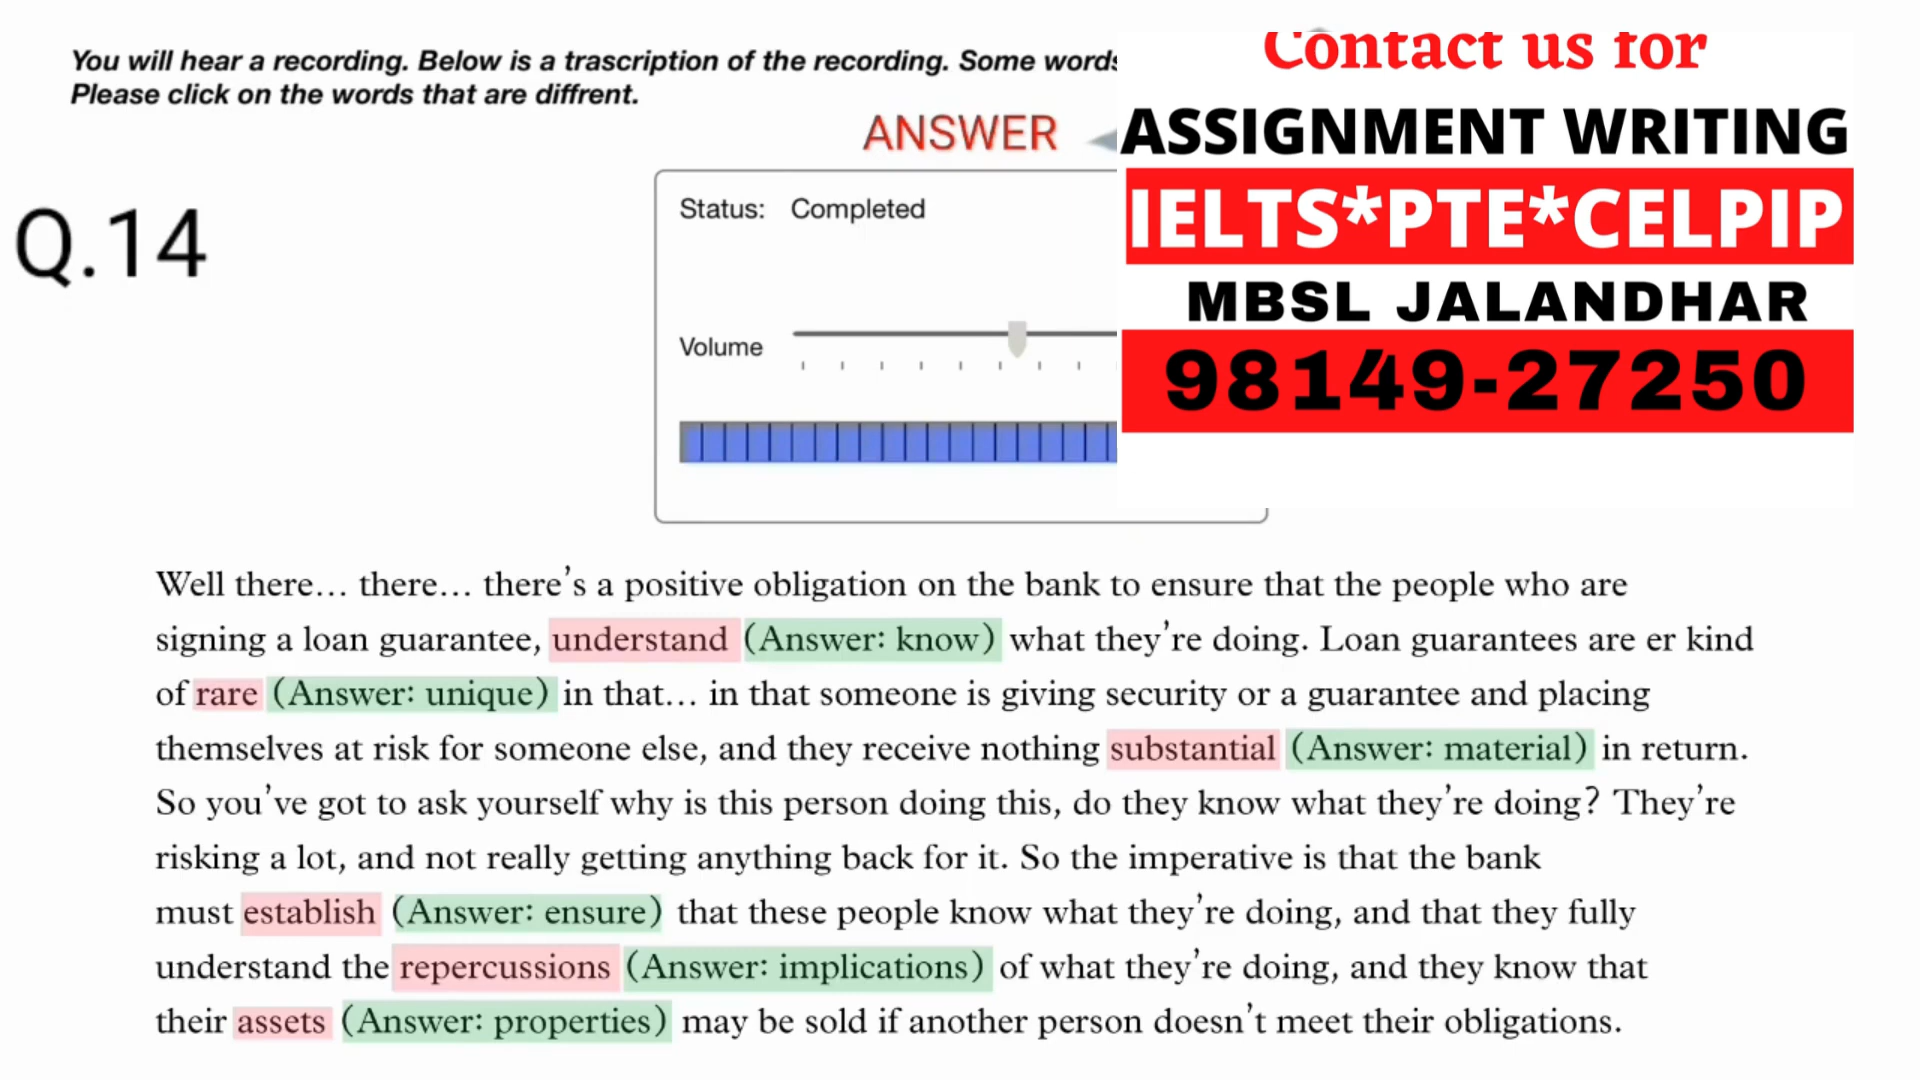 You will hear a recording. Below is a trascription of the recording. Some words
Please click on the words that are diffrent.
Contact us for
ASSIGNMENT WRITING
IELTS*PTE*CELPIP
MBSL JALANDHAR
98149-27250
ANSWER
Q.14
Status: Completed
Volume
Well there... there... there's a positive obligation on the bank to ensure that the people who are
signing a loan guarantee, understand (Answer: know) what they're doing. Loan guarantees are er kind
of rare (Answer: unique) in that... in that someone is giving security or a guarantee and placing
themselves at risk for someone else, and they receive nothing substantial (Answer: material) in return.
So you've got to ask yourself why is this person doing this, do they know what they're doing? They're
risking a lot, and not really getting anything back for it. So the imperative is that the bank
must establish (Answer: ensure) that these people know what they're doing, and that they fully
understand the repercussions (Answer: implications) of what they're doing, and they know that
their assets (Answer: properties) may be sold if another person doesn't meet their obligations.